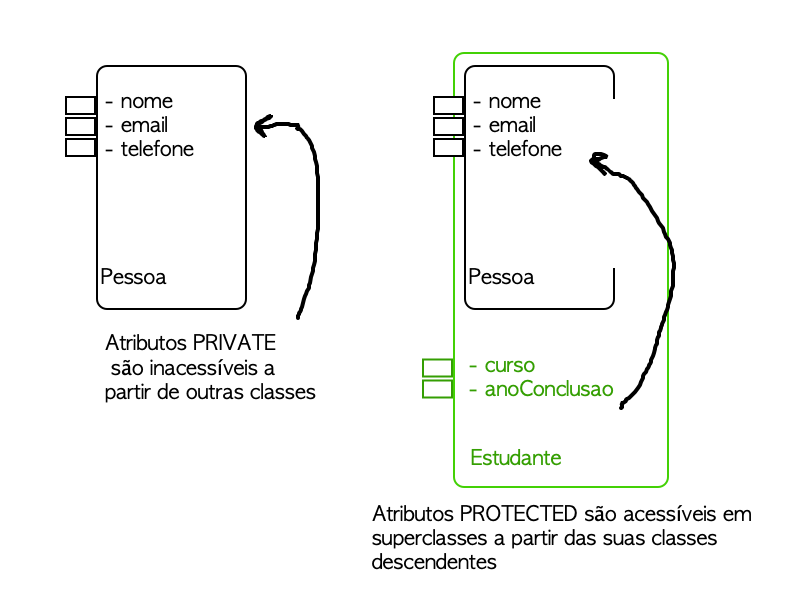 - nome
- email
- telefone
Pessoa
Atributos PRIVATE
são inacessíveis a
partir de outras classes
- nome
- email
- telefone
Pessoa
- curso
- anoConclusao
Estudante
Atributos PROTECTED são acessíveis em
superclasses a partir das suas classes
descendentes